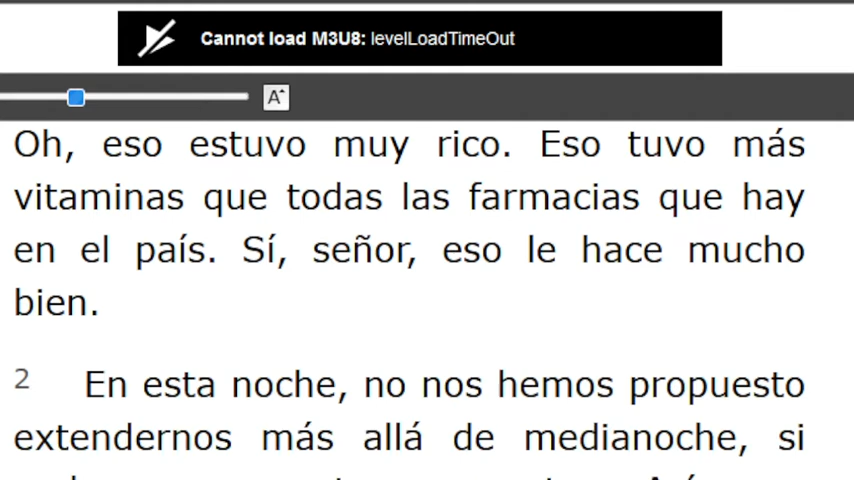 Cannot load M3U8: levelLoadTimeOut
A
Oh, eso estuvo muy rico. Eso tuvo más
vitaminas que todas las farmacias que hay
en el país. Sí, señor, eso le hace mucho
bien.
2 En esta noche, no nos hemos propuesto
extendernos más allá de medianoche, si